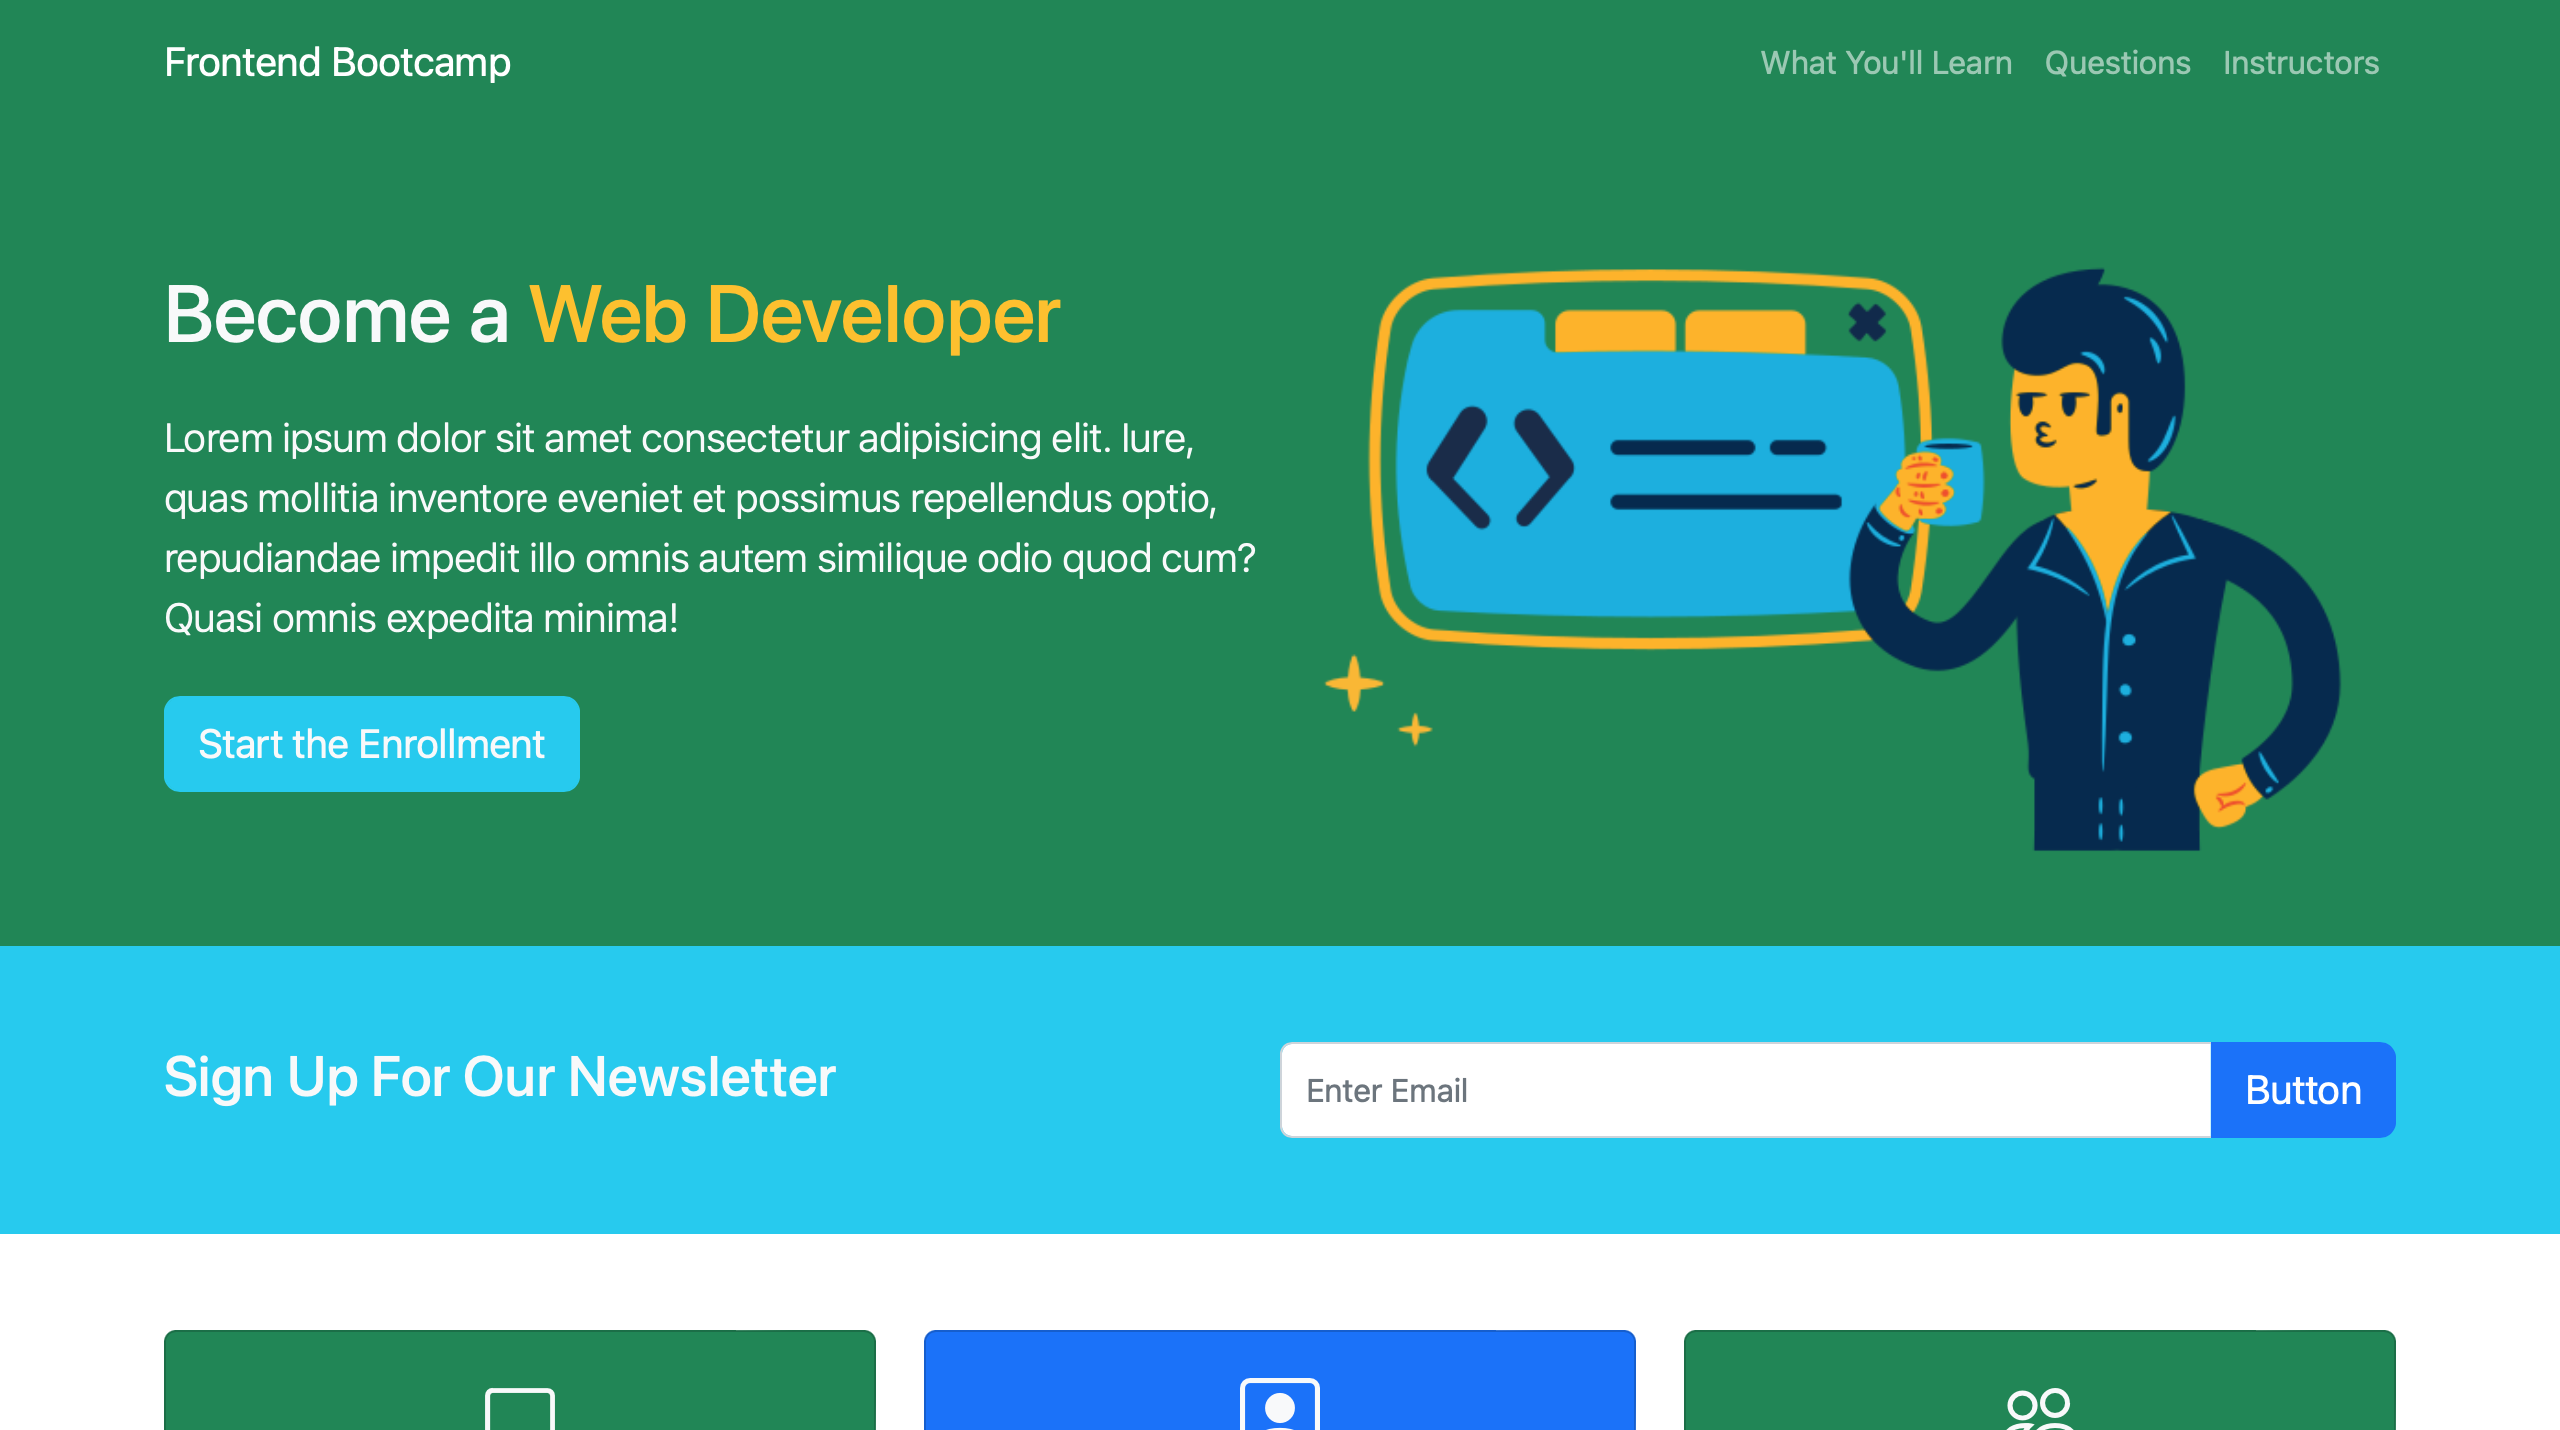 Frontend Bootcamp
What You'll Learn Questions Instructors
Become a Web Developer
Lorem ipsum dolor sit amet consectetur adipisicing elit. Iure,
quas mollitia inventore eveniet et possimus repellendus optio,
repudiandae impedit illo omnis autem similique odio quod cum?
Quasi omnis expedita minima!
Start the Enrollment
Sign Up For Our Newsletter
Enter Email
Button